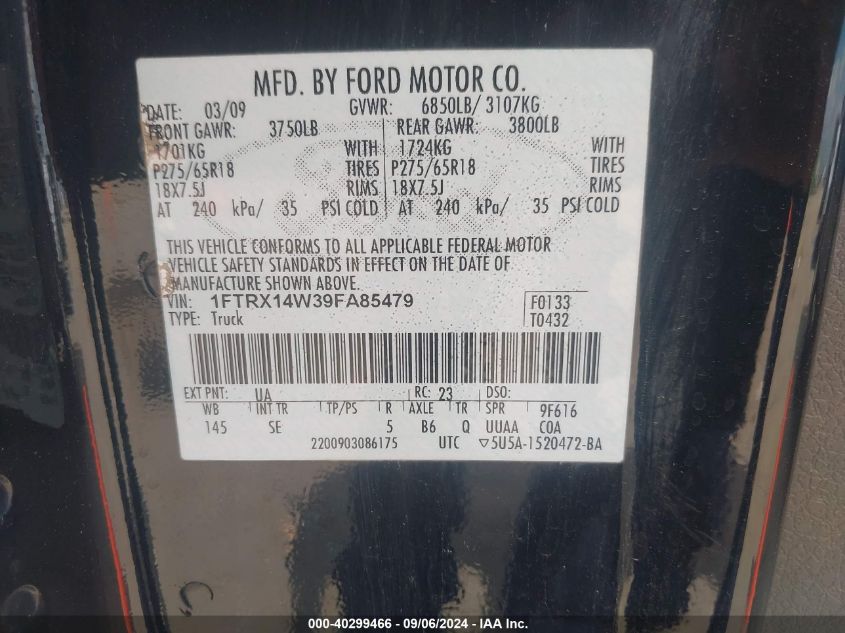 MFD. BY FORD MOTOR CO.
DATE: 03/09 GVWR: 6850LB/ 3107KG
FRONT GAWR: 3750LB REAR GAWR: 3800LB
1701KG WITH 1724KG WITH
P275/65R18 TIRES P275/65R18 TIRES
18X7.5J RIMS 18X7.5J RIMS
AT 240 kPa/ 35 PSI COLD AT 240 kPa/ 35 PSI COLD
THIS VEHICLE CONFORMS TO ALL APPLICABLE FEDERAL MOTOR
VEHICLE SAFETY STANDARDS IN EFFECT ON THE DATE OF
MANUFACTURE SHOWN ABOVE.
VIN: 1FTRX14W39FA85479 F0133
TYPE: Truck T0432
EXT PNT: UA RC: 23 DSO:
WB INT TR TP/PS R AXLE TR SPR 9F616
145 SE 5 B6 Q UUAA COA
2200903086175 UTC ▽5U5A-1520472-BA
000-40299466 - 09/06/2024 - IAA Inc.